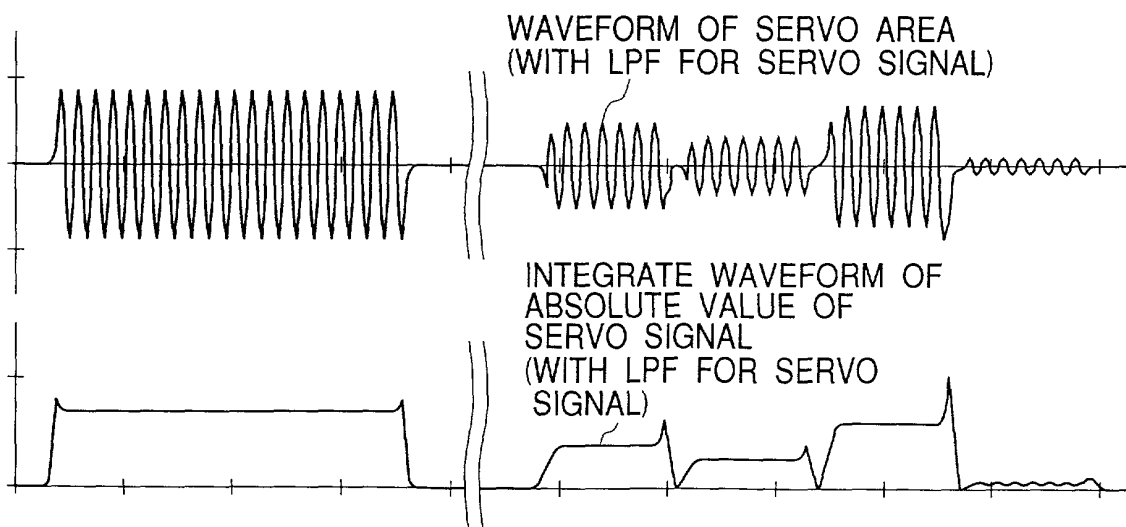 WAVEFORM OF SERVO AREA
(WITH LPF FOR SERVO SIGNAL)
INTEGRATE WAVEFORM OF
ABSOLUTE VALUE OF
SERVO SIGNAL
(WITH LPF FOR SERVO
SIGNAL)